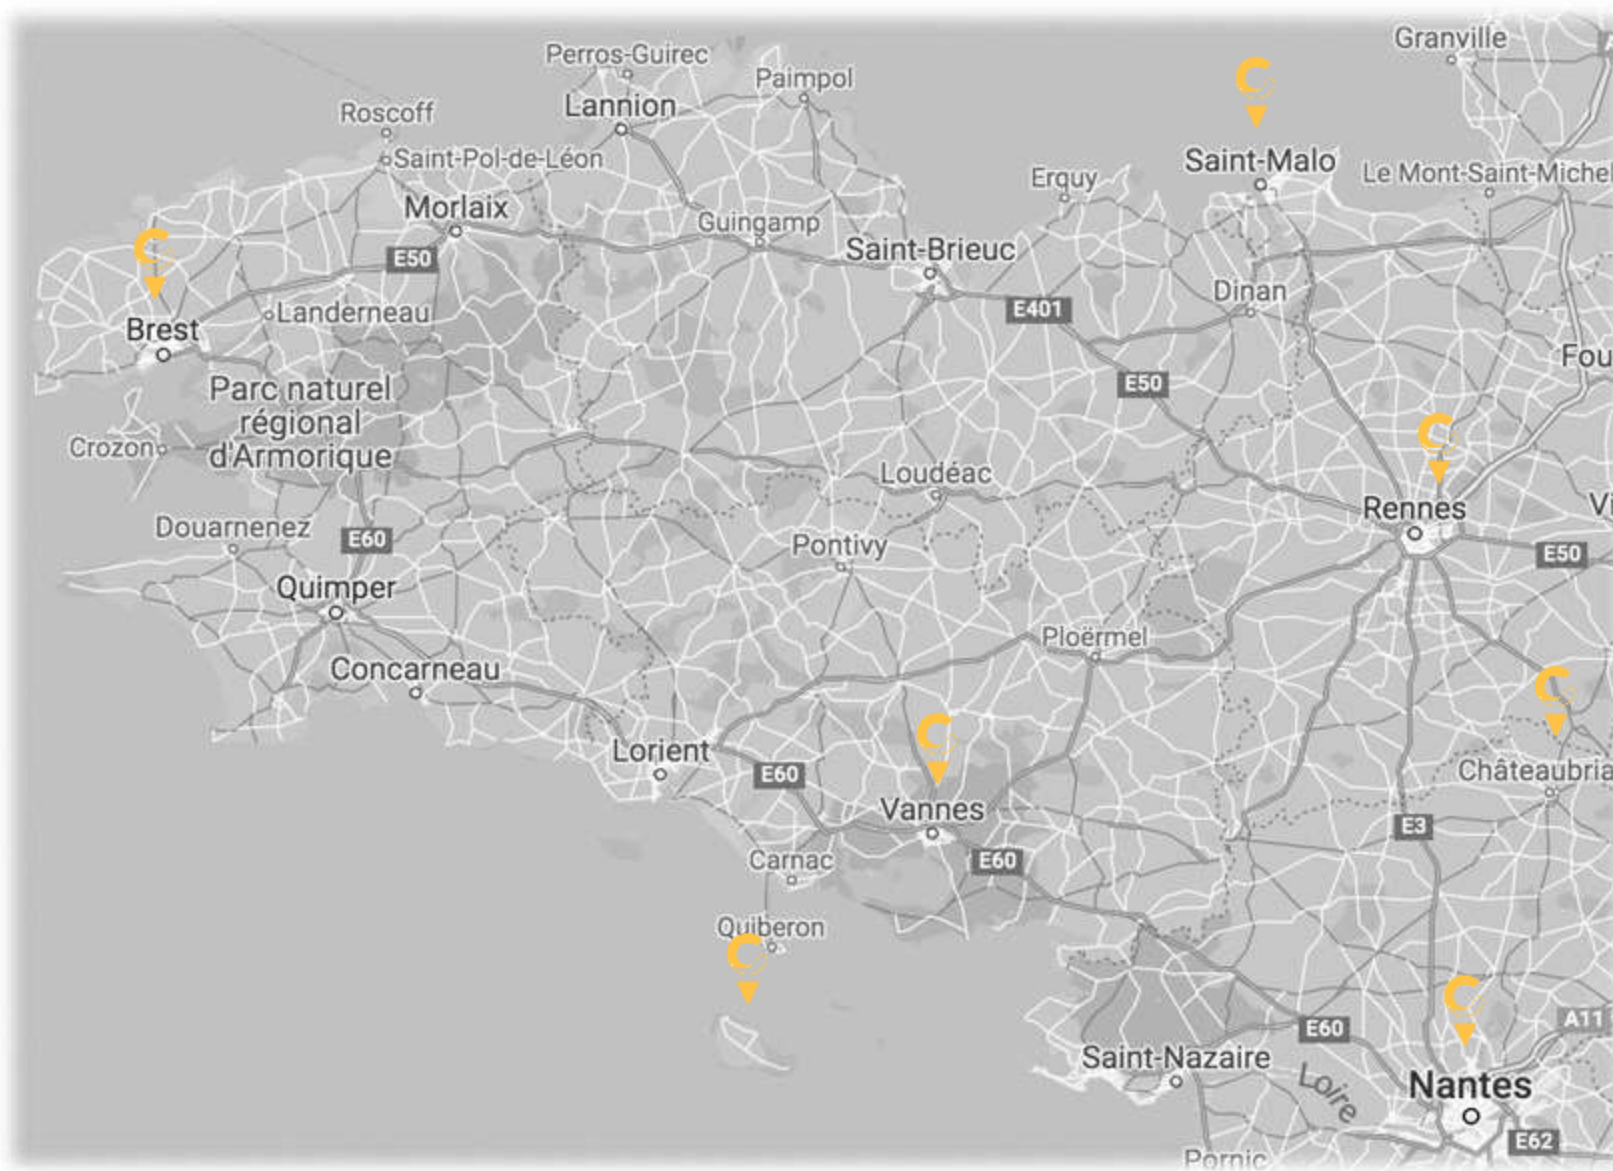 Granville
Perros-Guirec
Paimpol
Lannion
Roscoff
Saint-Pol-de-Léon
Saint-Malo
Le Mont-Saint-Michel
Erquy
Morlaix
Guingamp
Saint-Brieuc
E50
Dinan
E401
Landerneau
Brest
Fou
E50
Parc naturel
régional
d'Armorique
Crozon
Loudéac
Rennes
Vi
Douarnenez
E60
Pontivy
E50
Quimper
Ploërmel
Concarneau
Lorient
E60
Châteaubria
Vannes
E3
Carnac
E60
Quiberon
A11
E60
Saint-Nazaire
Loire
Nantes
E62
Pornic